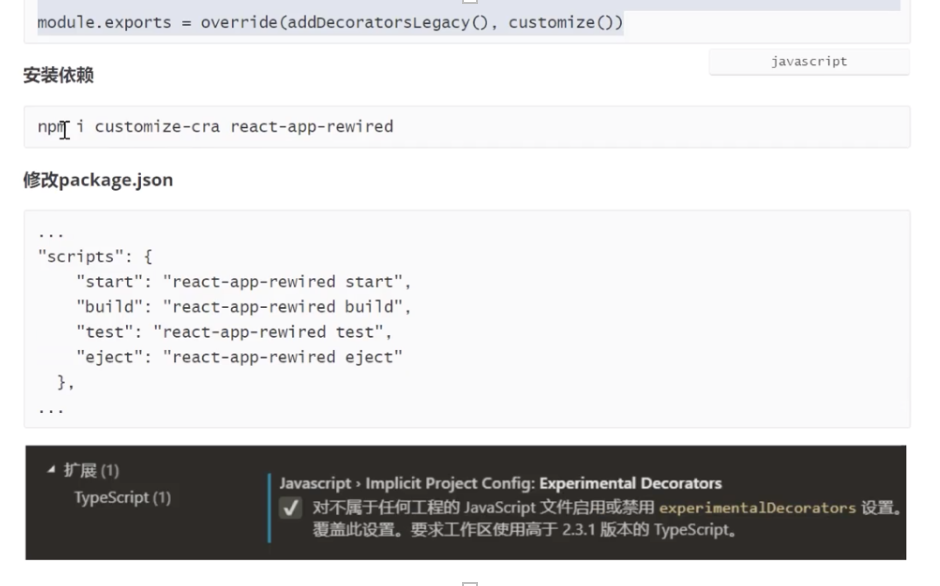 module.exports = override(addDecoratorsLegacy(), customize())
javascript
安装依赖
npm i customize-cra react-app-rewired
修改package.json
...
"scripts": {
"start": "react-app-rewired start",
"build": "react-app-rewired build",
"test": "react-app-rewired test",
"eject": "react-app-rewired eject"
},
...
扩展 (1)
TypeScript (1)
Javascript › Implicit Project Config: Experimental Decorators
对不属于任何工程的 JavaScript 文件启用或禁用 experimentalDecorators 设置。
覆盖此设置。要求工作区使用高于 2.3.1 版本的 TypeScript。